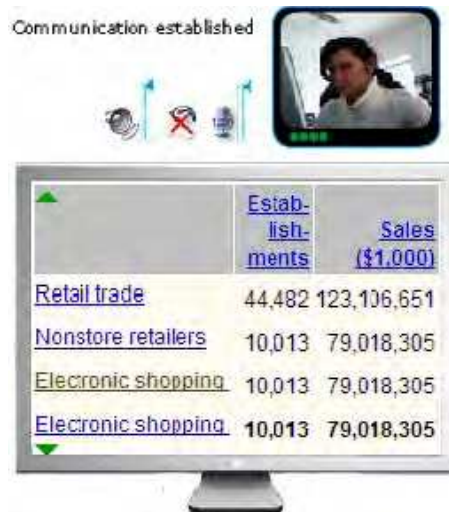 Communication established
Estab-
lish-
ments
Sales
($1,000)
Retail trade 44,482 123,106,651
Nonstore retailers 10,013 79,018,305
Electronic shopping 10,013 79,018,305
Electronic shopping 10,013 79,018,305